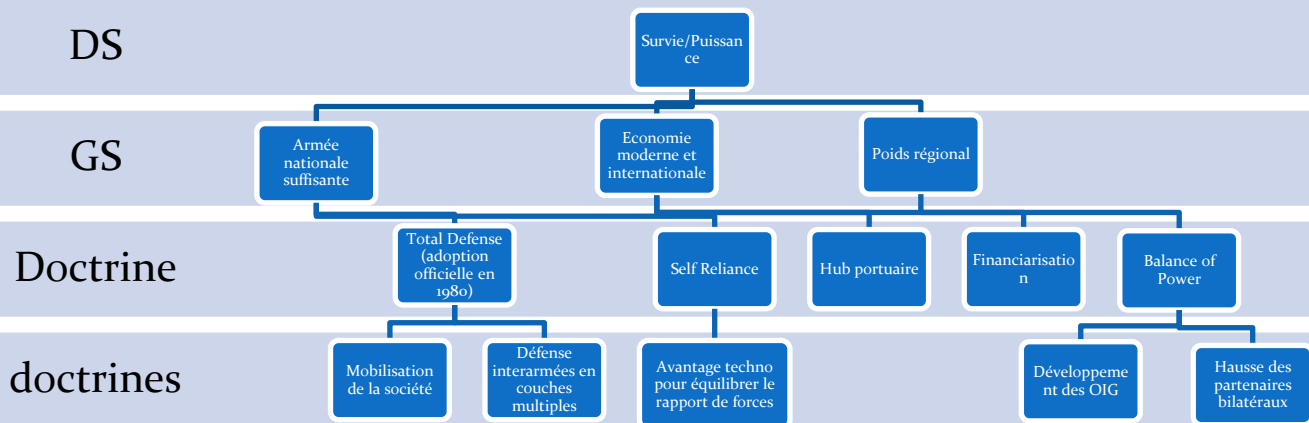 DS
Survie/Puissan
ce
GS
Armée
nationale
suffisante
Economie
moderne et
internationale
Poids régional
Doctrine
Total Defense
(adoption
officielle en
1980)
Self Reliance
Hub portuaire
Financiarisatio
n
Balance of
Power
doctrines
Mobilisation
de la société
Défense
interarmées en
couches
multiples
Avantage techno
pour équilibrer le
rapport de forces
Développeme
nt des OIG
Hausse des
partenaires
bilatéraux